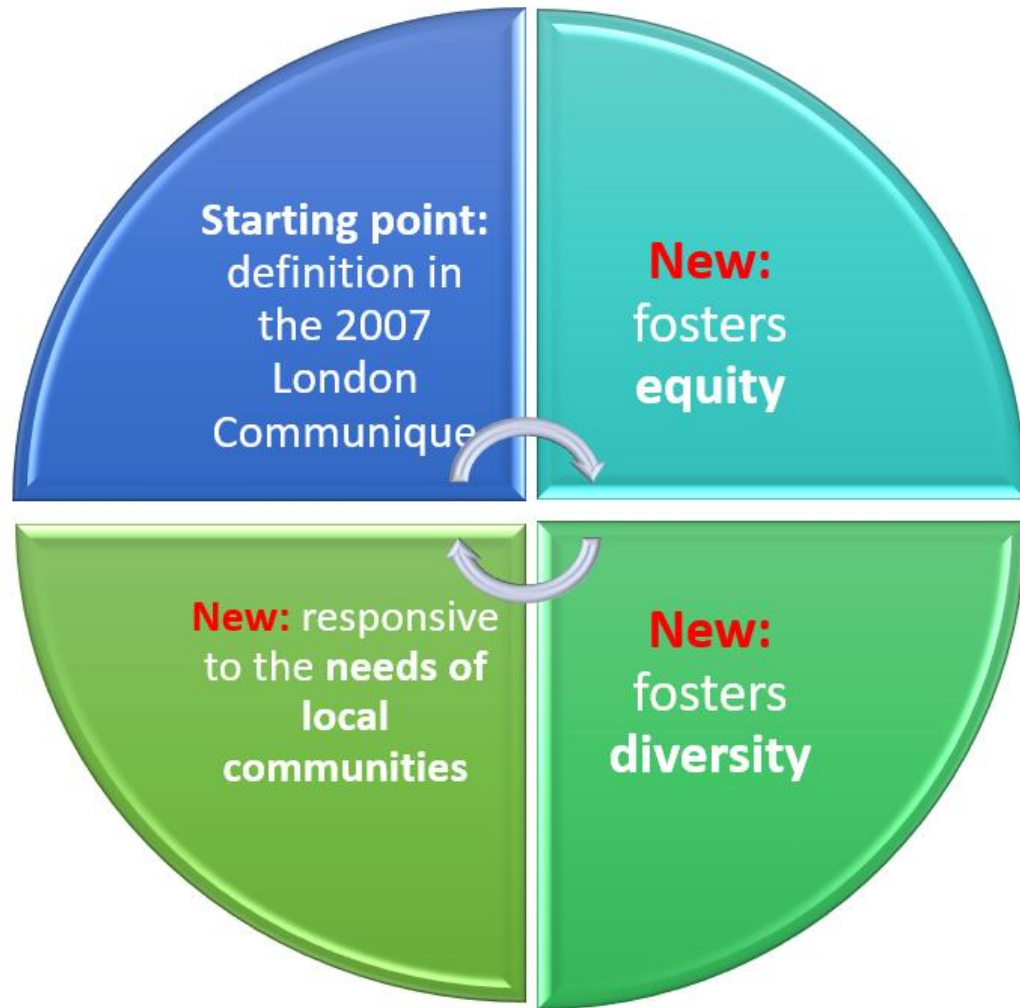 Starting point:
definition in
the 2007
London
Communique
New:
fosters
equity
New:
fosters
diversity
New: responsive
to the needs of
local
communities